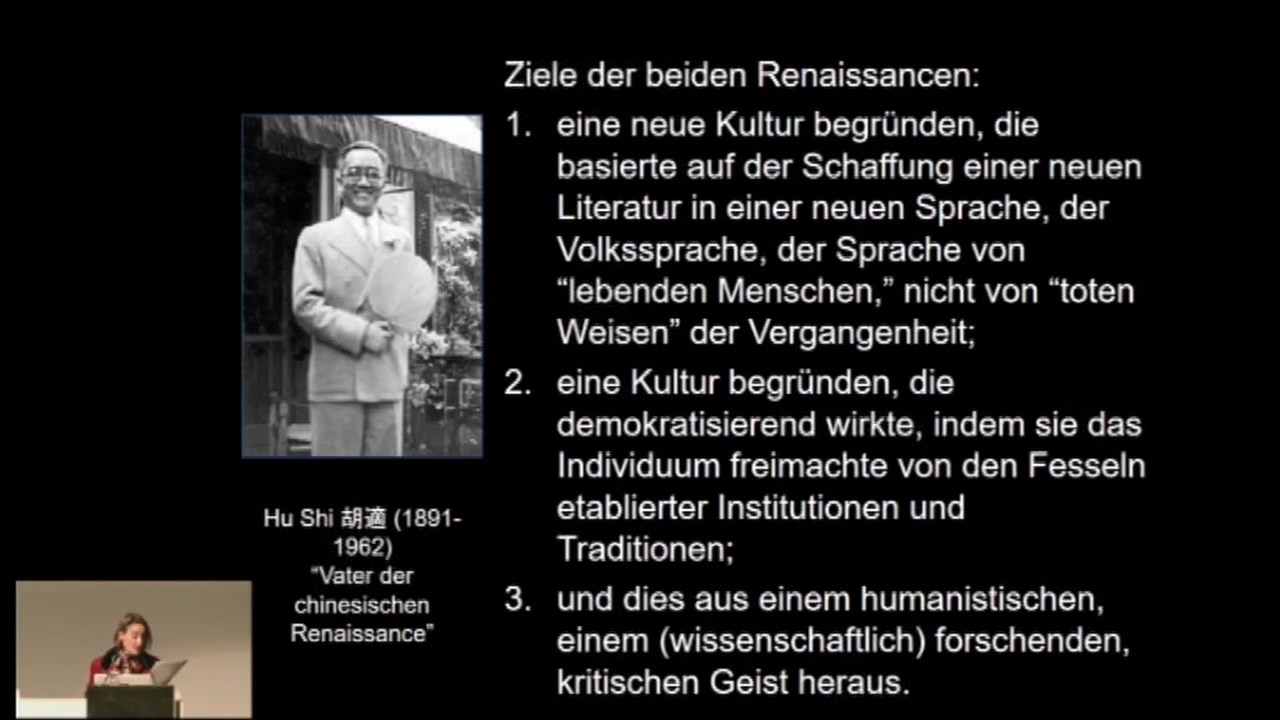 Ziele der beiden Renaissancen:
1. eine neue Kultur begründen, die
basierte auf der Schaffung einer neuen
Literatur in einer neuen Sprache, der
Volkssprache, der Sprache von
“lebenden Menschen,” nicht von “toten
Weisen” der Vergangenheit;
2. eine Kultur begründen, die
demokratisierend wirkte, indem sie das
Individuum freimachte von den Fesseln
etablierter Institutionen und
Traditionen;
3. und dies aus einem humanistischen,
einem (wissenschaftlich) forschenden,
kritischen Geist heraus.
Hu Shi 胡適 (1891-
1962)
“Vater der
chinesischen
Renaissance”